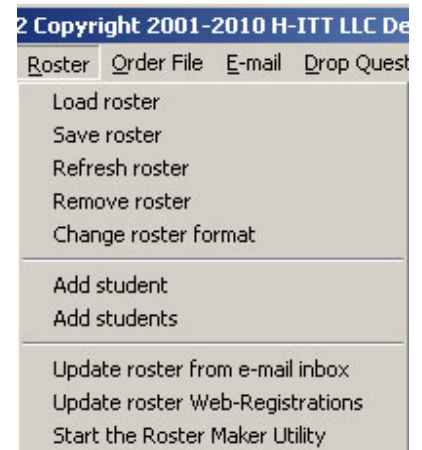 2 Copyright 2001-2010 H-ITT LLC De
Roster Order File E-mail Drop Quest
Load roster
Save roster
Refresh roster
Remove roster
Change roster format
Add student
Add students
Update roster from e-mail inbox
Update roster Web-Registrations
Start the Roster Maker Utility